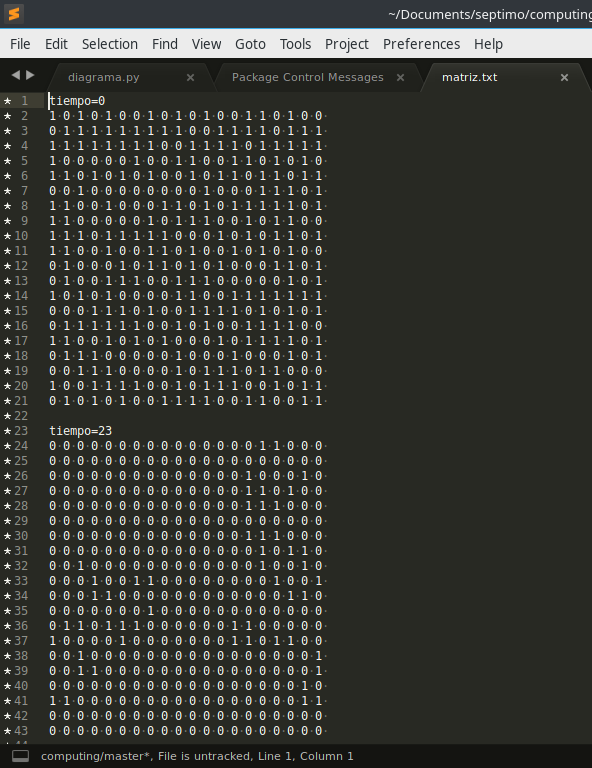 ~/Documents/septimo/computing
File Edit Selection Find View Goto Tools Project Preferences Help
diagrama.py × Package Control Messages × matriz.txt ×
* 1 tiempo=0
* 2 1·0·1·0·1·0·0·1·0·1·0·1·0·0·1·1·0·1·0·0·
* 3 0·1·1·1·1·1·1·1·1·1·0·0·1·1·1·1·0·1·1·1·
* 4 1·1·1·1·1·0·1·1·1·1·0·1·1·1·1·1·1·1·1·1·
* 5 1·0·0·0·0·0·1·0·0·1·1·0·1·1·0·1·0·0·1·0·
* 6 1·1·0·1·0·1·0·1·1·0·1·0·1·1·0·1·1·0·1·1·
* 7 0·0·1·0·0·0·0·1·0·0·0·1·1·0·0·1·1·1·0·1·
* 8 1·1·0·0·1·0·0·0·1·1·0·1·0·1·1·1·1·1·0·1·
* 9 1·1·0·0·0·0·0·1·0·1·1·1·0·0·1·0·1·1·0·0·
* 10 1·1·1·0·1·1·1·1·1·0·0·0·1·0·1·0·1·1·0·1·
* 11 1·1·0·0·1·0·0·1·1·0·1·0·0·1·0·1·0·1·0·0·
* 12 0·1·0·0·0·0·1·1·0·1·0·0·1·0·0·0·1·1·0·1·
* 13 0·1·0·0·1·1·1·0·0·1·1·0·0·0·0·0·1·1·0·1·
* 14 1·0·1·0·1·1·0·0·0·1·1·0·0·1·1·1·1·1·1·1·
* 15 0·0·0·1·1·1·1·0·0·1·1·1·1·0·1·0·0·1·0·1·
* 16 0·1·1·1·1·1·1·0·1·0·0·0·1·0·1·1·1·1·0·0·
* 17 1·1·0·0·1·0·1·0·0·1·1·0·1·0·0·0·1·1·0·1·
* 18 0·1·1·0·0·0·0·1·1·0·1·0·1·0·0·0·1·0·1·0·
* 19 0·0·1·1·1·0·0·0·0·1·0·1·1·1·0·0·0·1·0·0·
* 20 1·0·0·1·1·1·1·0·0·1·0·1·1·1·0·1·0·0·1·1·
* 21 0·1·0·1·0·1·0·0·1·1·1·1·0·0·1·1·0·0·1·1·
* 22
* 23 tiempo=23
* 24 0·0·0·0·0·0·0·0·0·0·0·0·0·0·0·1·1·0·0·0·
* 25 0·0·0·0·0·0·0·0·0·0·0·0·0·0·0·0·0·0·0·0·
* 26 0·0·0·0·0·0·0·0·0·0·0·0·0·0·1·0·0·0·1·0·
* 27 0·0·0·0·0·0·0·0·0·0·0·0·0·0·1·1·0·1·0·0·
* 28 0·0·0·0·0·0·0·0·0·0·0·0·0·0·1·1·1·0·0·0·
* 29 0·0·0·0·0·0·0·0·0·0·0·0·0·0·0·0·0·0·0·0·
* 30 0·0·0·0·0·0·0·0·0·0·0·0·0·0·1·1·1·0·0·0·
* 31 0·0·0·0·0·0·0·0·0·0·0·0·0·0·0·1·0·1·1·0·
* 32 0·0·1·0·0·0·0·0·0·0·0·0·0·0·0·1·0·0·1·0·
* 33 0·0·0·1·0·0·1·1·0·0·0·0·0·0·0·0·1·0·0·1·
* 34 0·0·0·1·1·0·0·0·0·0·0·0·0·0·0·0·0·1·1·0·
* 35 0·0·0·0·0·0·0·1·0·0·0·0·0·0·0·0·0·0·0·0·
* 36 0·1·1·0·1·1·1·0·0·0·0·0·0·1·1·0·0·0·0·0·
* 37 1·0·0·0·1·0·0·0·0·0·0·0·0·1·1·0·1·1·0·0·
* 38 0·0·1·0·0·0·0·0·0·0·0·0·0·0·0·0·0·0·0·1·
* 39 0·0·1·1·0·0·0·0·0·0·0·0·0·0·0·0·0·0·0·1·
* 40 0·0·0·0·0·0·0·0·0·0·0·0·0·0·0·0·0·0·1·0·
* 41 1·1·0·0·0·0·0·0·0·0·0·0·0·0·0·0·0·0·0·0·
* 42 0·0·0·0·0·0·0·0·0·0·0·0·0·0·0·0·0·0·0·0·
* 43 0·0·0·0·0·0·0·0·0·0·0·0·0·0·0·0·0·0·0·0·
computing/master*, File is untracked, Line 1, Column 1